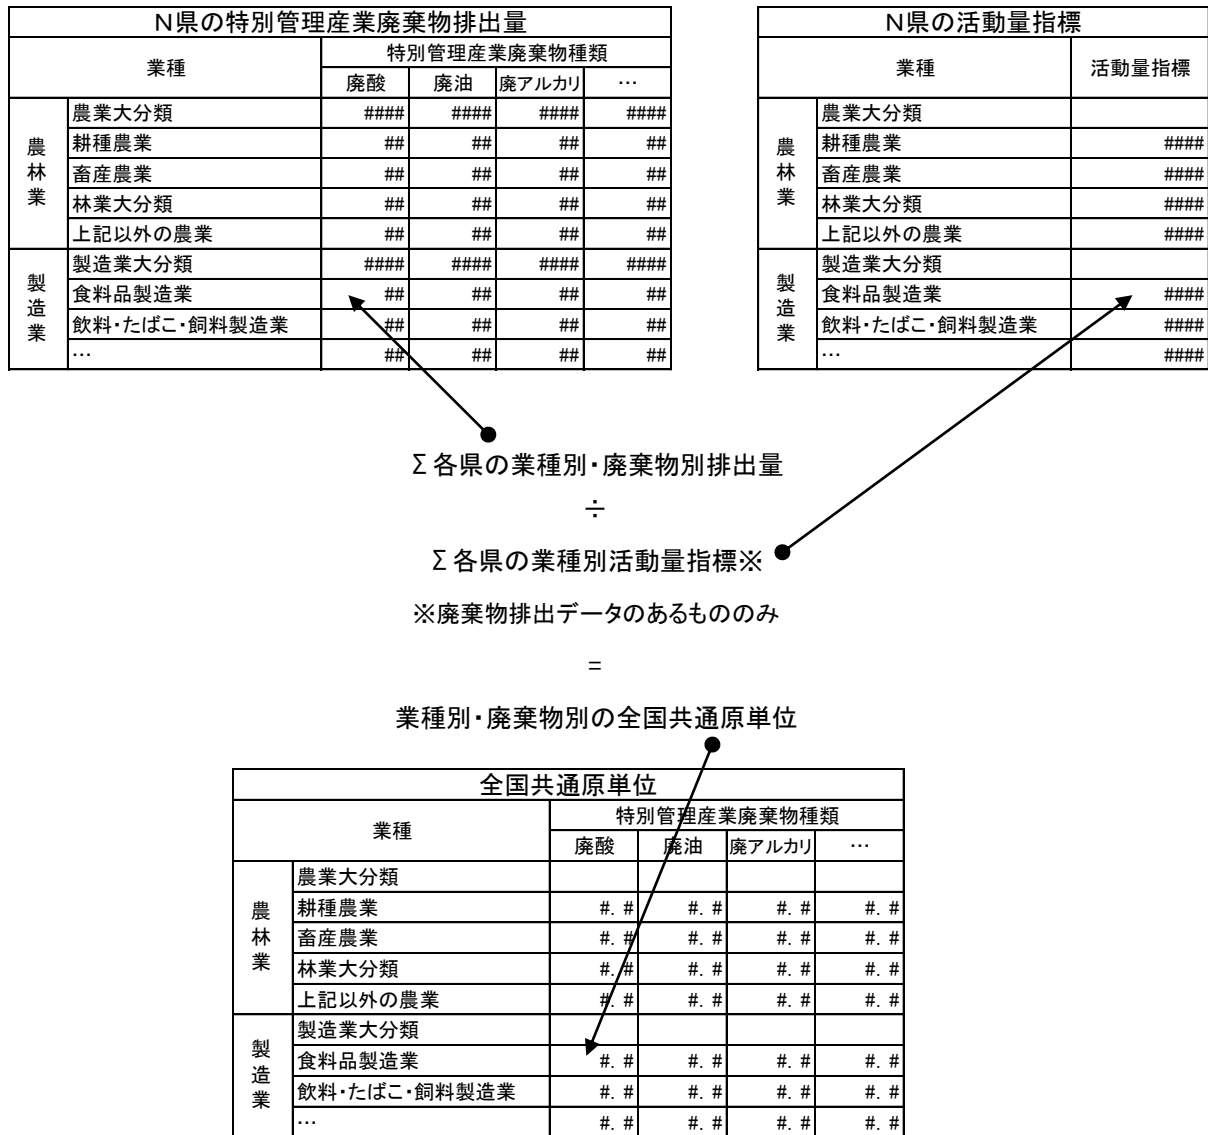 N県の特別管理産業廃棄物排出量
業種 特別管理産業廃棄物種類
廃酸 廃油 廃アルカリ …
農林業
農業大分類 #### #### #### ####
耕種農業 ## ## ## ##
畜産農業 ## ## ## ##
林業大分類 ## ## ## ##
上記以外の農業 ## ## ## ##
製造業
製造業大分類 #### #### #### ####
食料品製造業 ## ## ## ##
飲料・たばこ・飼料製造業 ## ## ## ##
… ## ## ## ##
N県の活動量指標
業種 活動量指標
農林業
農業大分類
耕種農業 ####
畜産農業 ####
林業大分類 ####
上記以外の農業 ####
製造業
製造業大分類
食料品製造業 ####
飲料・たばこ・飼料製造業 ####
… ####
Σ各県の業種別・廃棄物別排出量
÷
Σ各県の業種別活動量指標※
※廃棄物排出データのあるもののみ
=
業種別・廃棄物別の全国共通原単位
全国共通原単位
業種 特別管理産業廃棄物種類
廃酸 廃油 廃アルカリ …
農林業
農業大分類
耕種農業 #. # #. # #. # #. #
畜産農業 #. # #. # #. # #. #
林業大分類 #. # #. # #. # #. #
上記以外の農業 #. # #. # #. # #. #
製造業
製造業大分類
食料品製造業 #. # #. # #. # #. #
飲料・たばこ・飼料製造業 #. # #. # #. # #. #
… #. # #. # #. # #. #